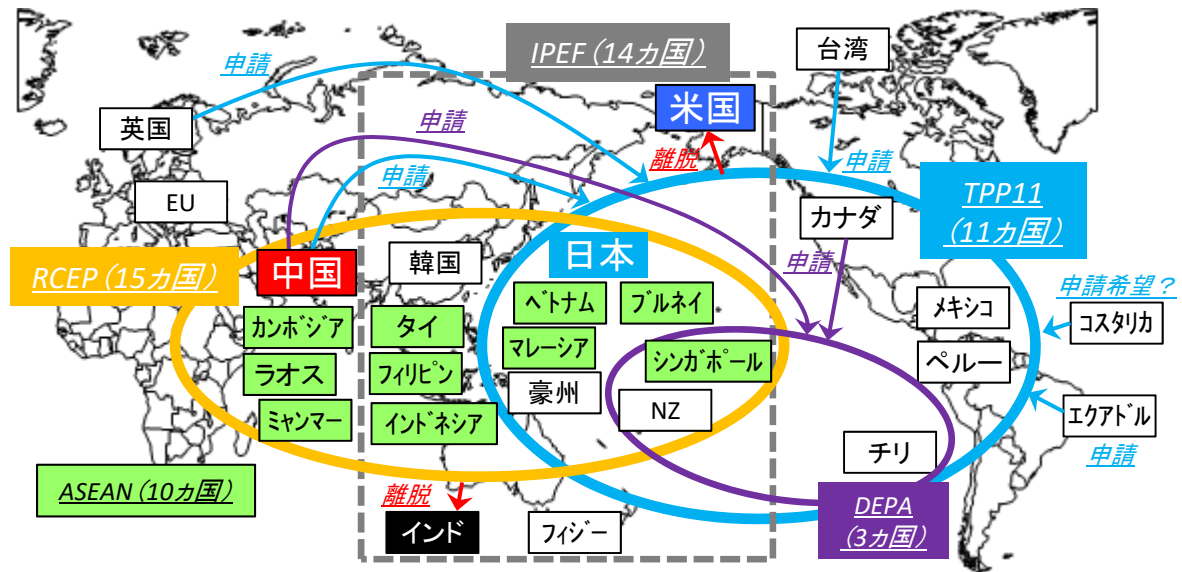 IPEF（14ヵ国）
台湾
申請
米国
英国
申請
離脱
申請
申請
EU
TPP11
（11ヵ国）
カナダ
RCEP（15ヵ国）
中国
韓国
日本
申請
申請希望？
ﾍﾞﾄﾅﾑ
ﾌﾞﾙﾈｲ
ﾒｷｼｺ
ｺｽﾀﾘｶ
ｶﾝﾎﾞｼﾞｱ
タイ
ﾏﾚｰｼｱ
ｼﾝｶﾞﾎﾟｰﾙ
ペルー
ラオス
ﾌｨﾘﾋﾟﾝ
豪州
NZ
ﾐｬﾝﾏｰ
ｲﾝﾄﾞﾈｼｱ
ｴｸｱﾄﾞﾙ
申請
チリ
ASEAN（10ヵ国）
離脱
インド
フィジー
DEPA
（3ヵ国）